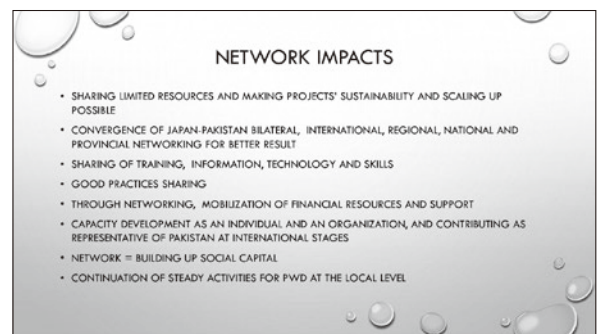 NETWORK IMPACTS
• SHARING LIMITED RESOURCES AND MAKING PROJECTS' SUSTAINABILITY AND SCALING UP
POSSIBLE
• CONVERGENCE OF JAPAN-PAKISTAN BILATERAL, INTERNATIONAL, REGIONAL, NATIONAL AND
PROVINCIAL NETWORKING FOR BETTER RESULT
• SHARING OF TRAINING, INFORMATION, TECHNOLOGY AND SKILLS
• GOOD PRACTICES SHARING
• THROUGH NETWORKING, MOBILIZATION OF FINANCIAL RESOURCES AND SUPPORT
• CAPACITY DEVELOPMENT AS AN INDIVIDUAL AND AN ORGANIZATION, AND CONTRIBUTING AS
REPRESENTATIVE OF PAKISTAN AT INTERNATIONAL STAGES
• NETWORK = BUILDING UP SOCIAL CAPITAL
• CONTINUATION OF STEADY ACTIVITIES FOR PWD AT THE LOCAL LEVEL